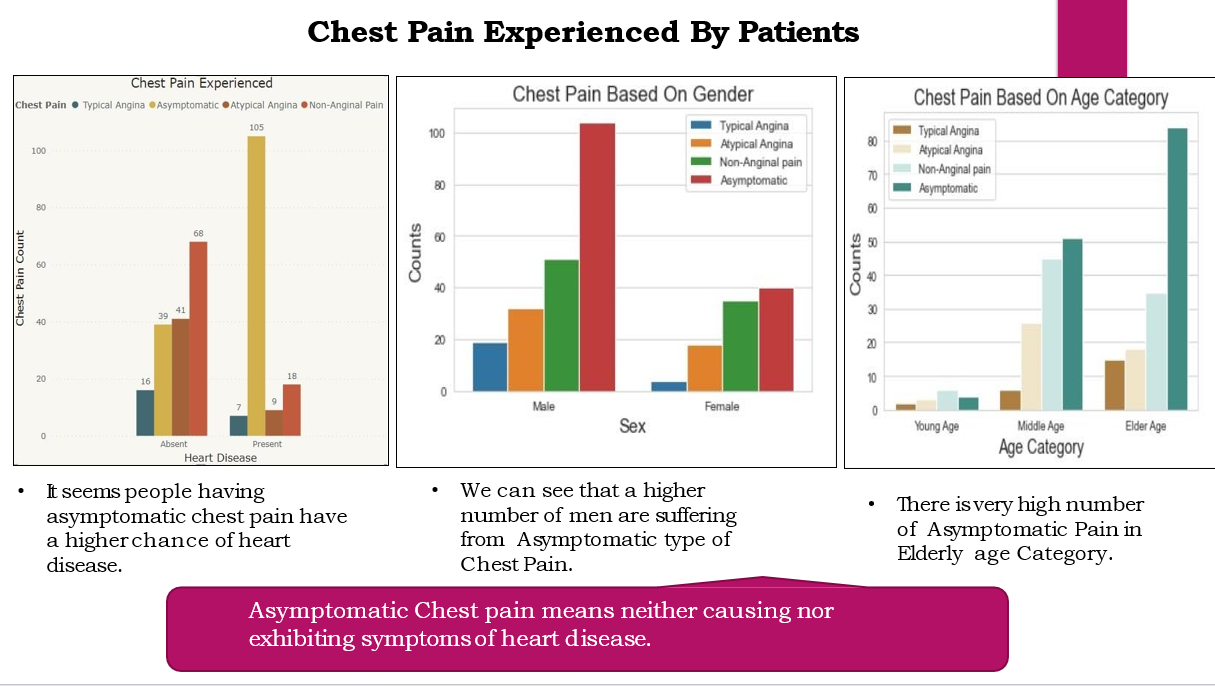 Chest Pain Experienced By Patients
Chest Pain Experienced
Chest Pain Typical Angina Asymptomatic Atypical Angina Non-Anginal Pain
Chest Pain Count
100
80
60
40
20
0
16
39
41
68
7
105
9
18
Absent
Present
Heart Disease
Chest Pain Based On Gender
Typical Angina
Atypical Angina
Non-Anginal pain
Asymptomatic
Counts
100
80
60
40
20
0
Male
Female
Sex
Chest Pain Based On Age Category
Typical Angina
Atypical Angina
Non-Anginal pain
Asymptomatic
Counts
80
70
60
50
40
30
20
10
0
Young Age
Middle Age
Elder Age
Age Category
• It seems people having
asymptomatic chest pain have
a higher chance of heart
disease.
• We can see that a higher
number of men are suffering
from Asymptomatic type of
Chest Pain.
• There is very high number
of Asymptomatic Pain in
Elderly age Category.
Asymptomatic Chest pain means neither causing nor
exhibiting symptoms of heart disease.